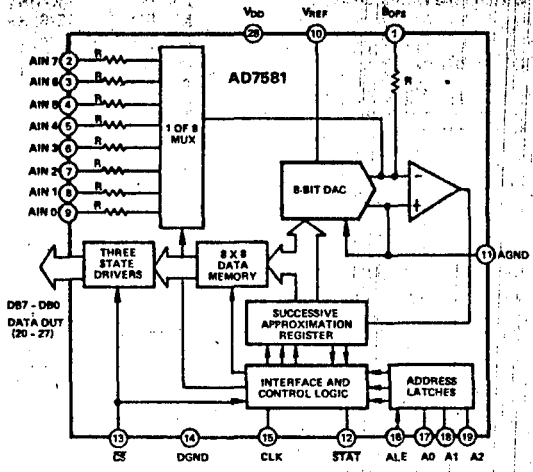 VDD
VREF
BOFS
28
10
1
AD7581
AIN 7 2 R
AIN 6 3 R
AIN 5 4 R
AIN 4 5 R
AIN 3 6 R
AIN 2 7 R
AIN 1 8 R
AIN 0 9 R
R
1 OF 8
MUX
8-BIT DAC
-
+
11 AGND
THREE
STATE
DRIVERS
8 X 8
DATA
MEMORY
DB7 - DB0
DATA OUT
(20 - 27)
SUCCESSIVE
APPROXIMATION
REGISTER
INTERFACE AND
CONTROL LOGIC
ADDRESS
LATCHES
13
14
15
12
16
17
18
19
CS
DGND
CLK
STAT
ALE
A0
A1
A2